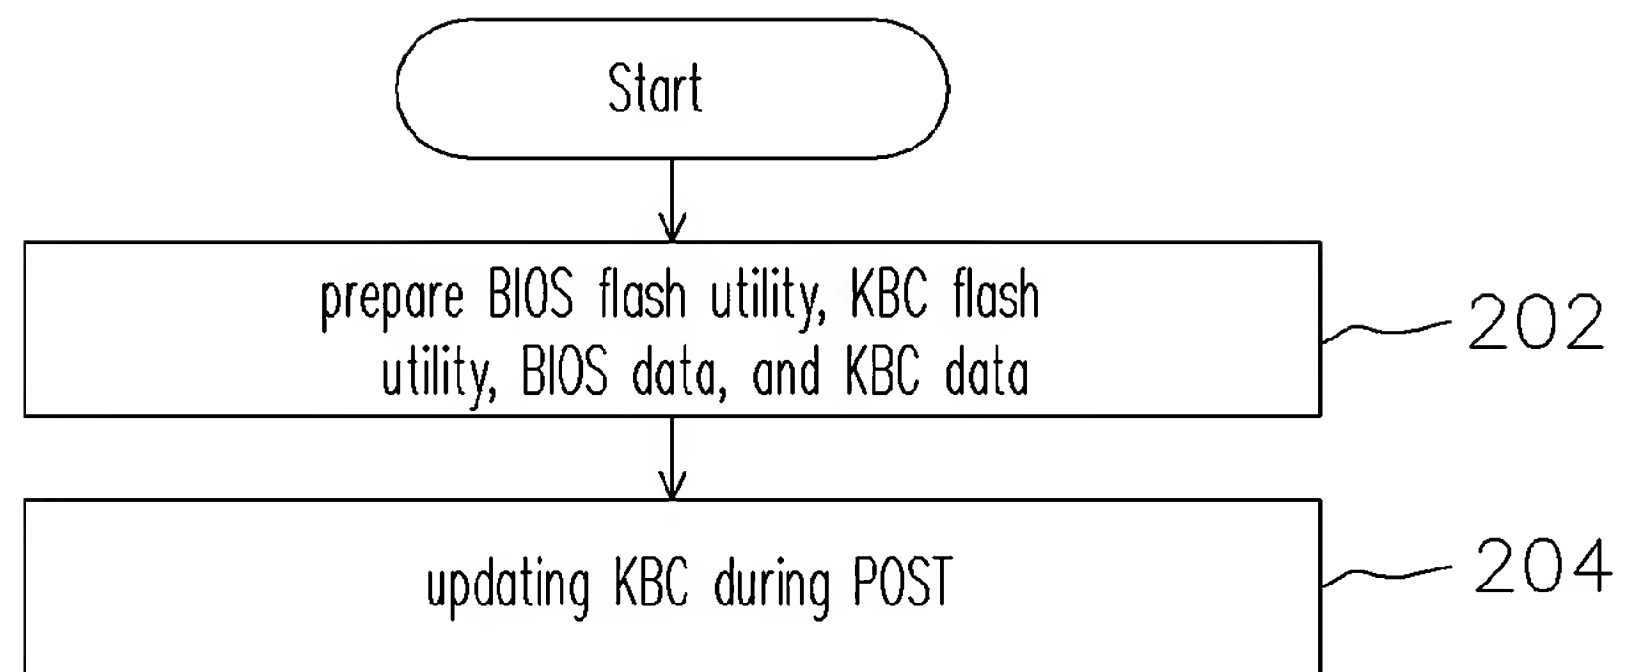 Start
prepare BIOS flash utility, KBC flash
utility, BIOS data, and KBC data
202
updating KBC during POST
204